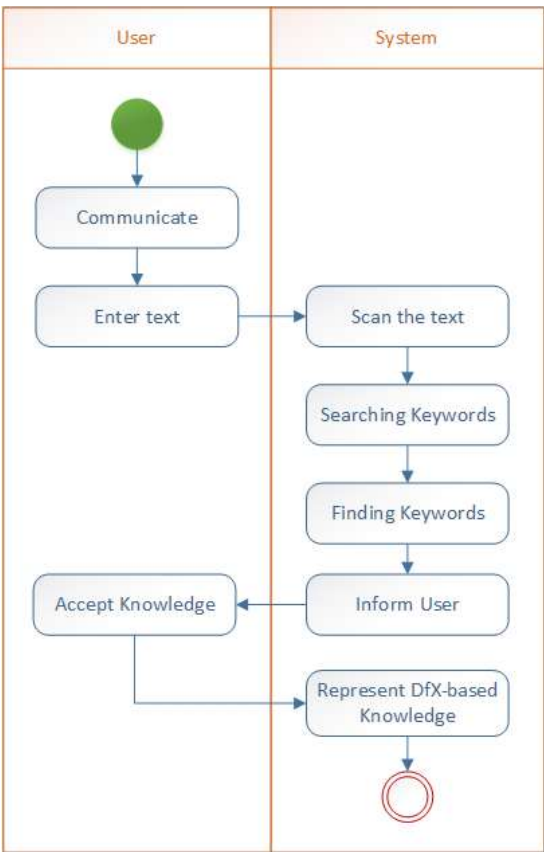 User
System
Communicate
Enter text
Scan the text
Searching Keywords
Finding Keywords
Accept Knowledge
Inform User
Represent DfX-based
Knowledge